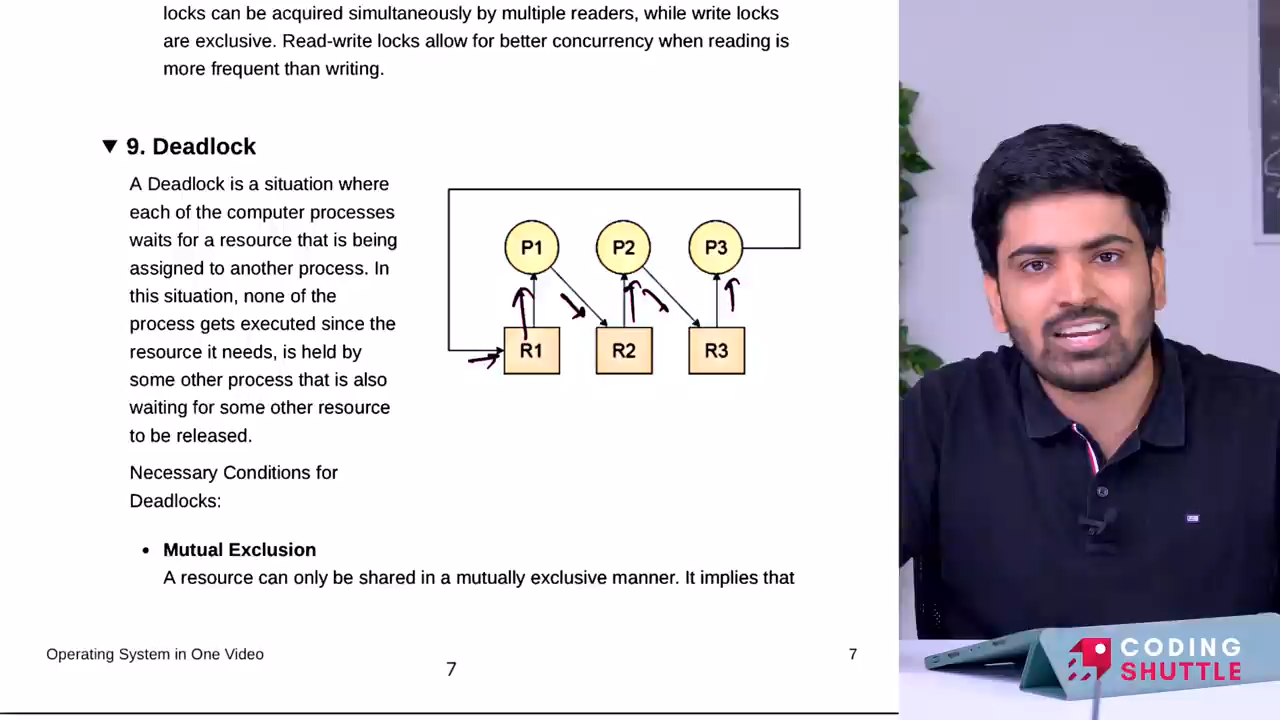 locks can be acquired simultaneously by multiple readers, while write locks
are exclusive. Read-write locks allow for better concurrency when reading is
more frequent than writing.
▼ 9. Deadlock
A Deadlock is a situation where
each of the computer processes
waits for a resource that is being
assigned to another process. In
this situation, none of the
process gets executed since the
resource it needs, is held by
some other process that is also
waiting for some other resource
to be released.
P1 P2 P3
R1 R2 R3
Necessary Conditions for
Deadlocks:
• Mutual Exclusion
A resource can only be shared in a mutually exclusive manner. It implies that
Operating System in One Video
7
7
CODING
SHUTTLE